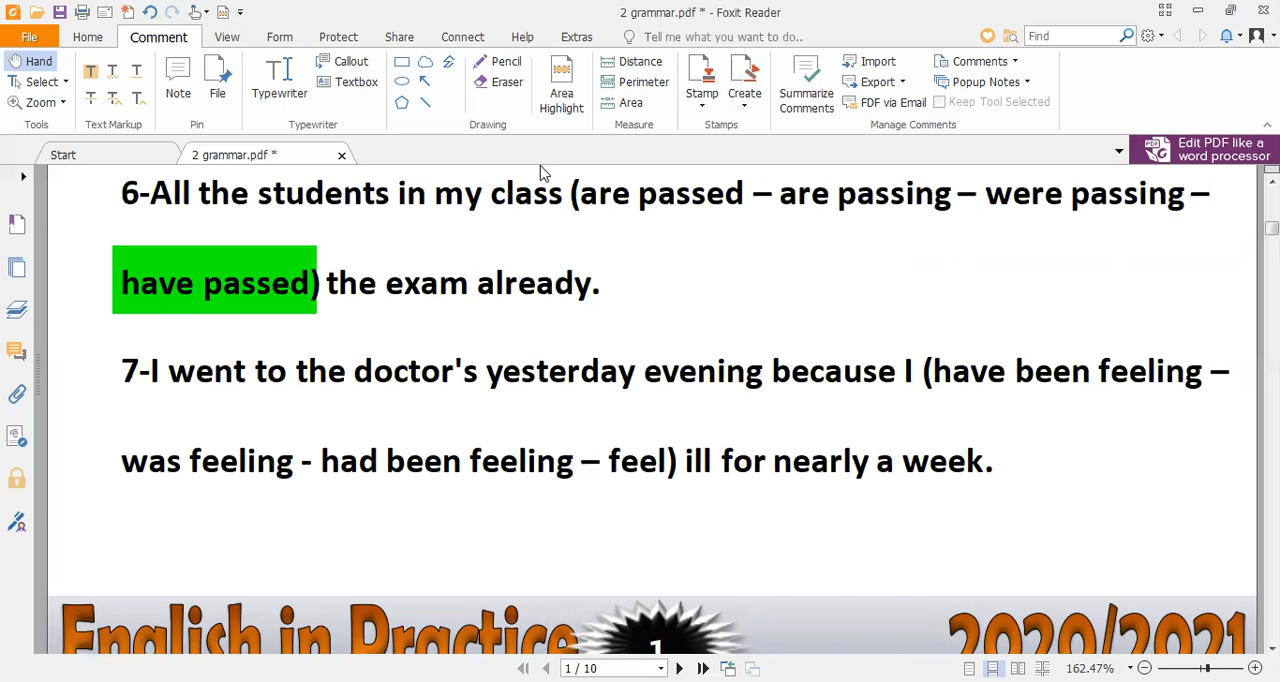 2 grammar.pdf * - Foxit Reader
File Home Comment View Form Protect Share Connect Help Extras Tell me what you want to do.. Find
Hand
Select
Zoom
Tools
T T T
T T T
Text Markup
Note
File
Pin
Typewriter
Callout
Textbox
Typewriter
Pencil
Eraser
Drawing
Area
Highlight
Distance
Perimeter
Area
Measure
Stamp
Create
Stamps
Summarize
Comments
Import
Export
FDF via Email
Comments
Popup Notes
Keep Tool Selected
Manage Comments
Start
2 grammar.pdf *
Edit PDF like a
word processor
6-All the students in my class (are passed – are passing – were passing –
have passed) the exam already.
7-I went to the doctor's yesterday evening because I (have been feeling –
was feeling - had been feeling – feel) ill for nearly a week.
English in Practice 1 2020/2021
1 / 10
162.47%